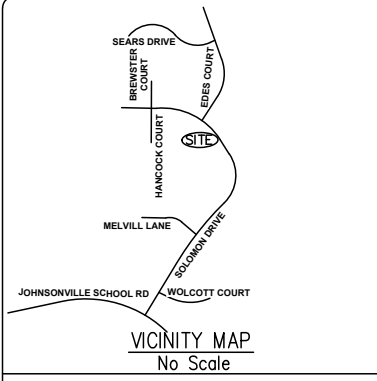 SEARS DRIVE
BREWSTER
COURT
EDES COURT
SITE
HANCOCK COURT
MELVILL LANE
SOLOMON DRIVE
JOHNSONVILLE SCHOOL RD
WOLCOTT COURT
VICINITY MAP
No Scale